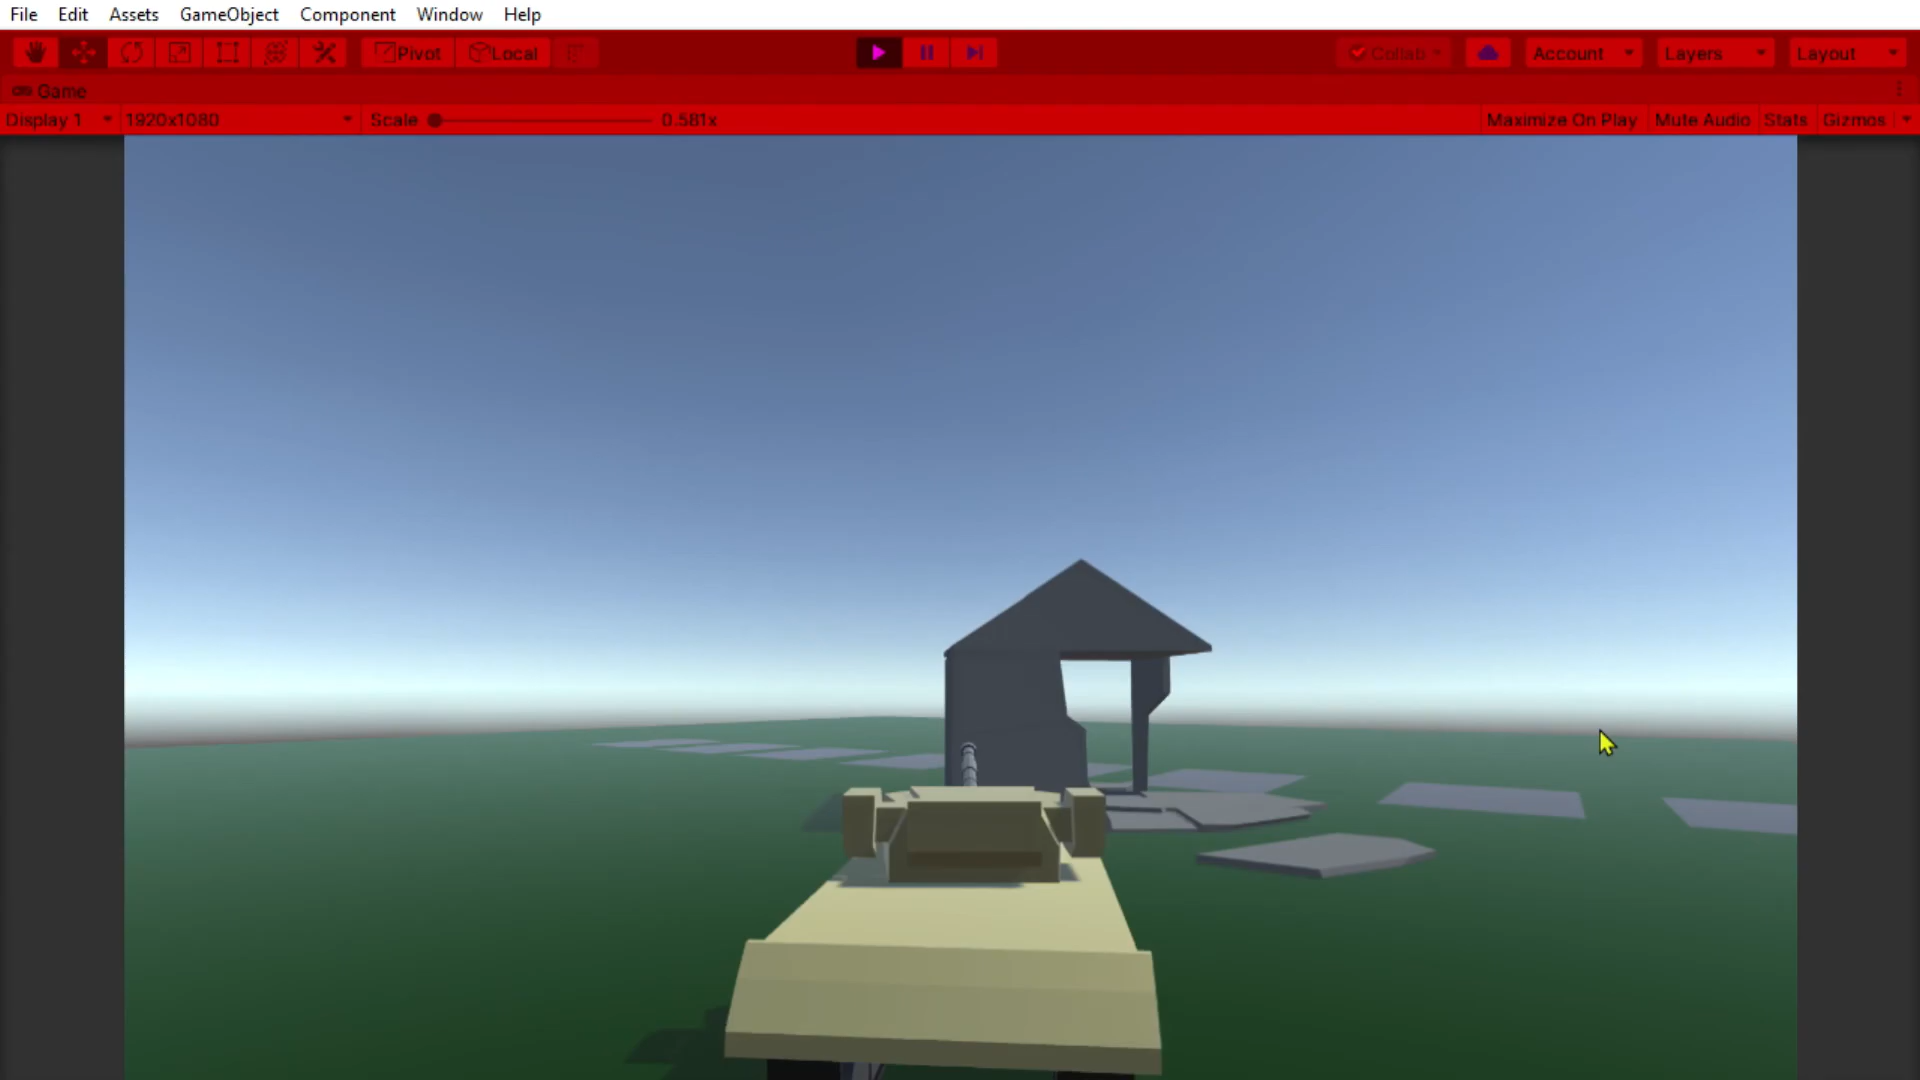 File Edit Assets GameObject Component Window Help
Pivot Local Collab Account Layers Layout
Game
Display 1 1920x1080 Scale 0.581x Maximize On Play Mute Audio Stats Gizmos